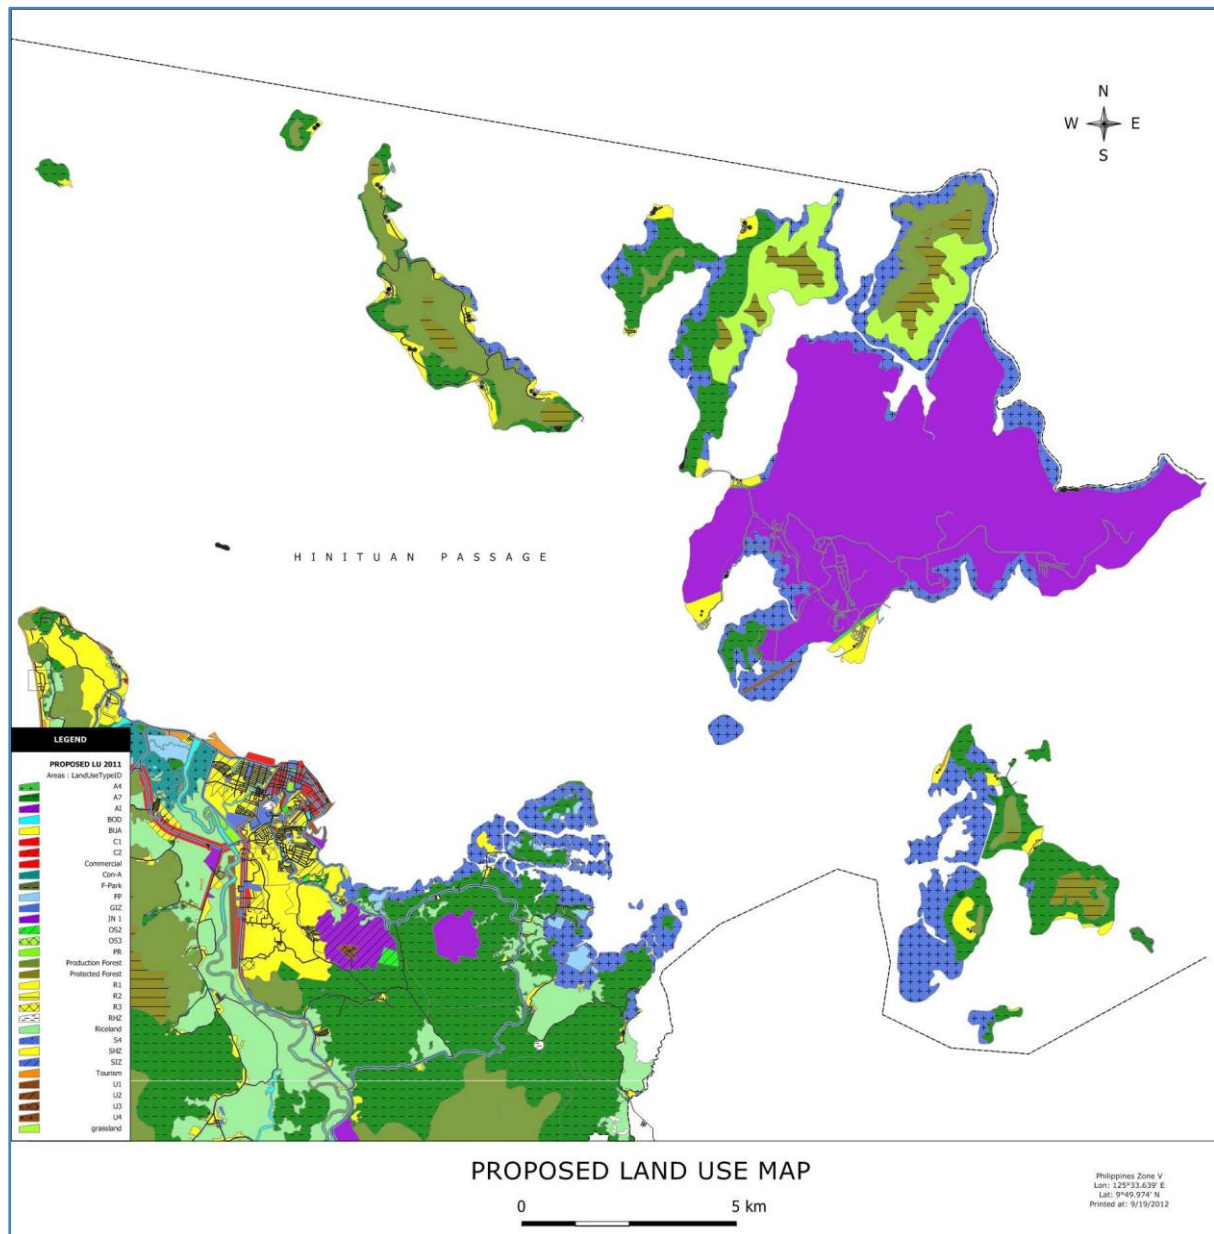 N
W E
S
HINITUAN PASSAGE
LEGEND
PROPOSED LU 2011
Areas : LandUseTypeID
A4
A7
AI
BOD
BUA
C1
C2
Commercial
Con-A
F-Park
FP
GIZ
IN 1
OS2
OS3
PR
Production Forest
Protected Forest
R1
R2
R3
RHZ
Riceland
S4
SHZ
SIZ
Tourism
U1
U2
U3
U4
grassland
PROPOSED LAND USE MAP
0 5 km
Philippines Zone V
Lon: 125°33.639' E
Lat: 9°49.974' N
Printed at: 9/19/2012